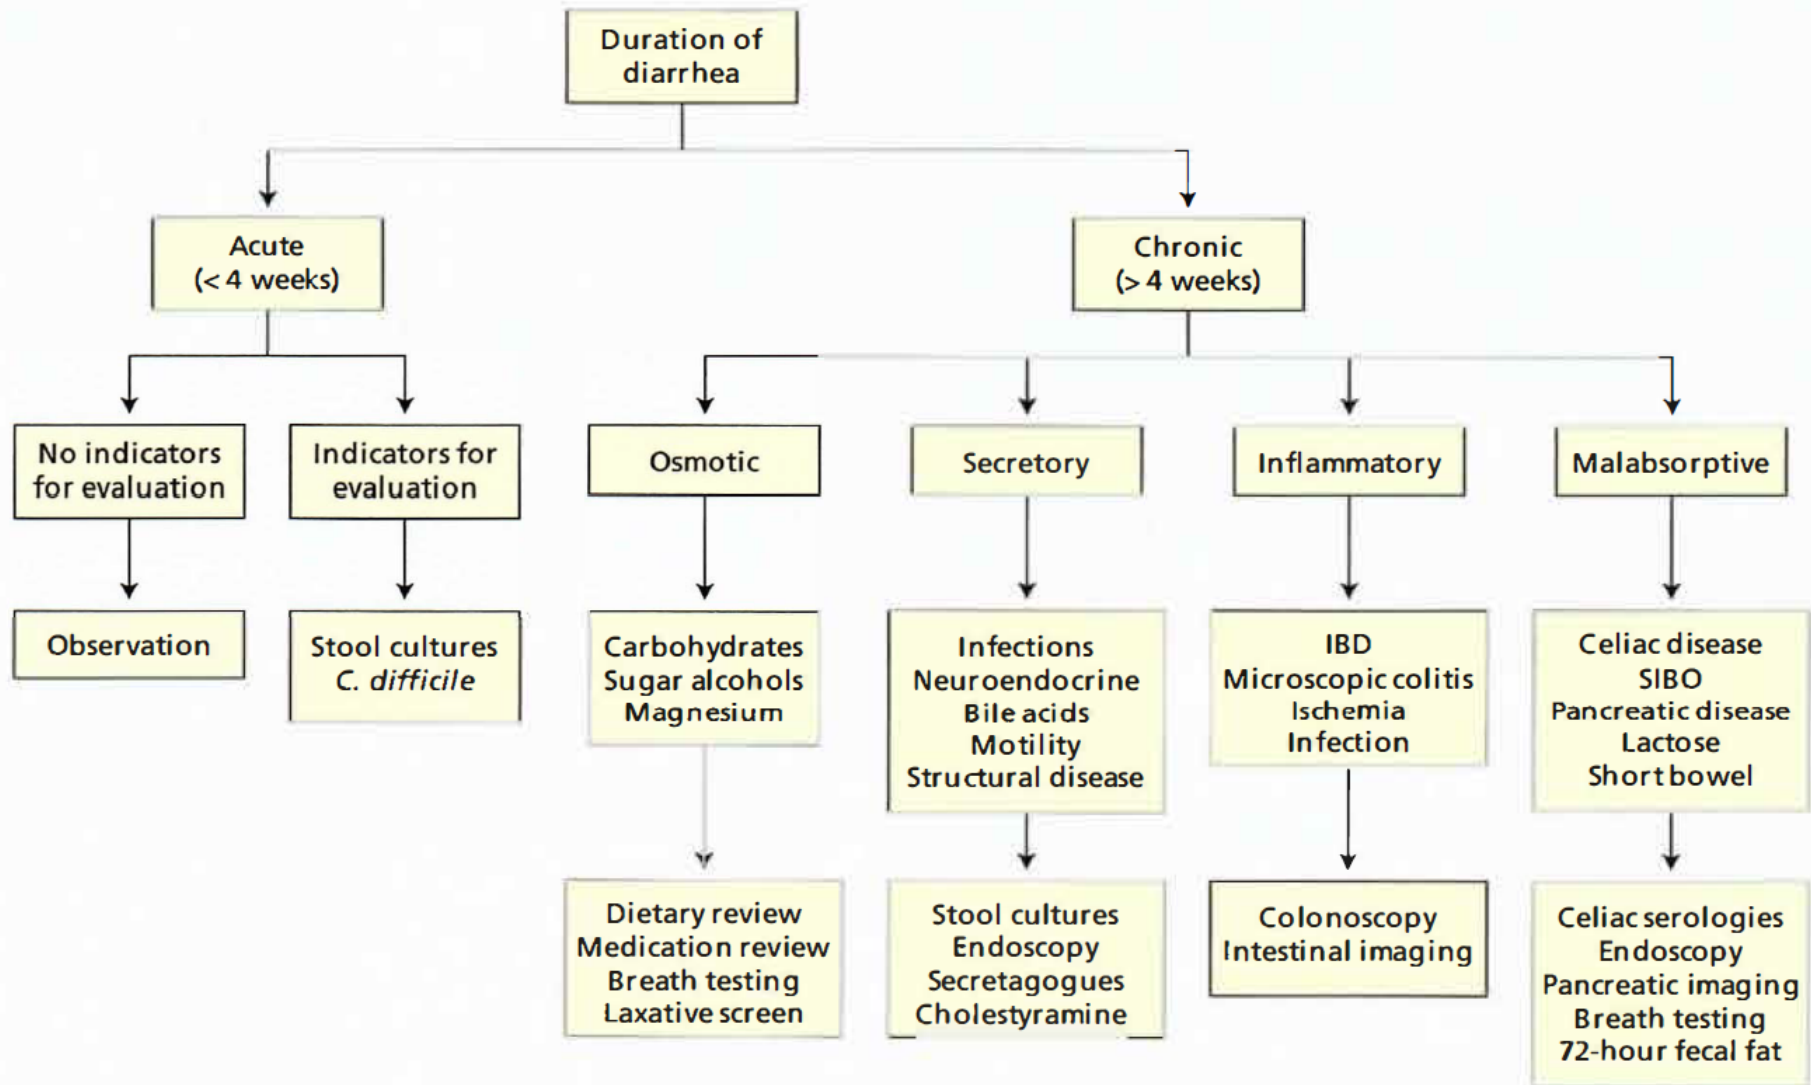 Duration of
diarrhea
Acute
(< 4 weeks)
Chronic
(> 4 weeks)
No indicators
for evaluation
Indicators for
evaluation
Osmotic
Secretory
Inflammatory
Malabsorptive
Observation
Stool cultures
C. difficile
Carbohydrates
Sugar alcohols
Magnesium
Infections
Neuroendocrine
Bile acids
Motility
Structural disease
IBD
Microscopic colitis
Ischemia
Infection
Celiac disease
SIBO
Pancreatic disease
Lactose
Short bowel
Dietary review
Medication review
Breath testing
Laxative screen
Stool cultures
Endoscopy
Secretagogues
Cholestyramine
Colonoscopy
Intestinal imaging
Celiac serologies
Endoscopy
Pancreatic imaging
Breath testing
72-hour fecal fat